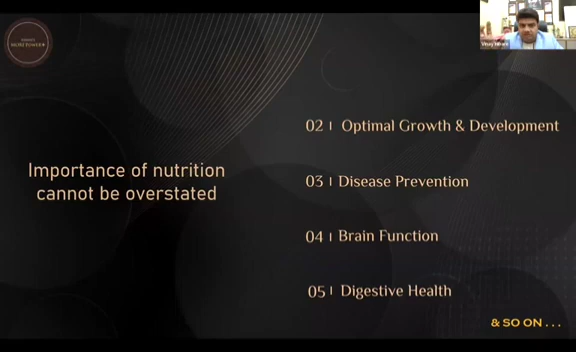 Importance of nutrition
cannot be overstated
02 | Optimal Growth & Development
03 | Disease Prevention
04 | Brain Function
05 | Digestive Health
& SO ON . . .